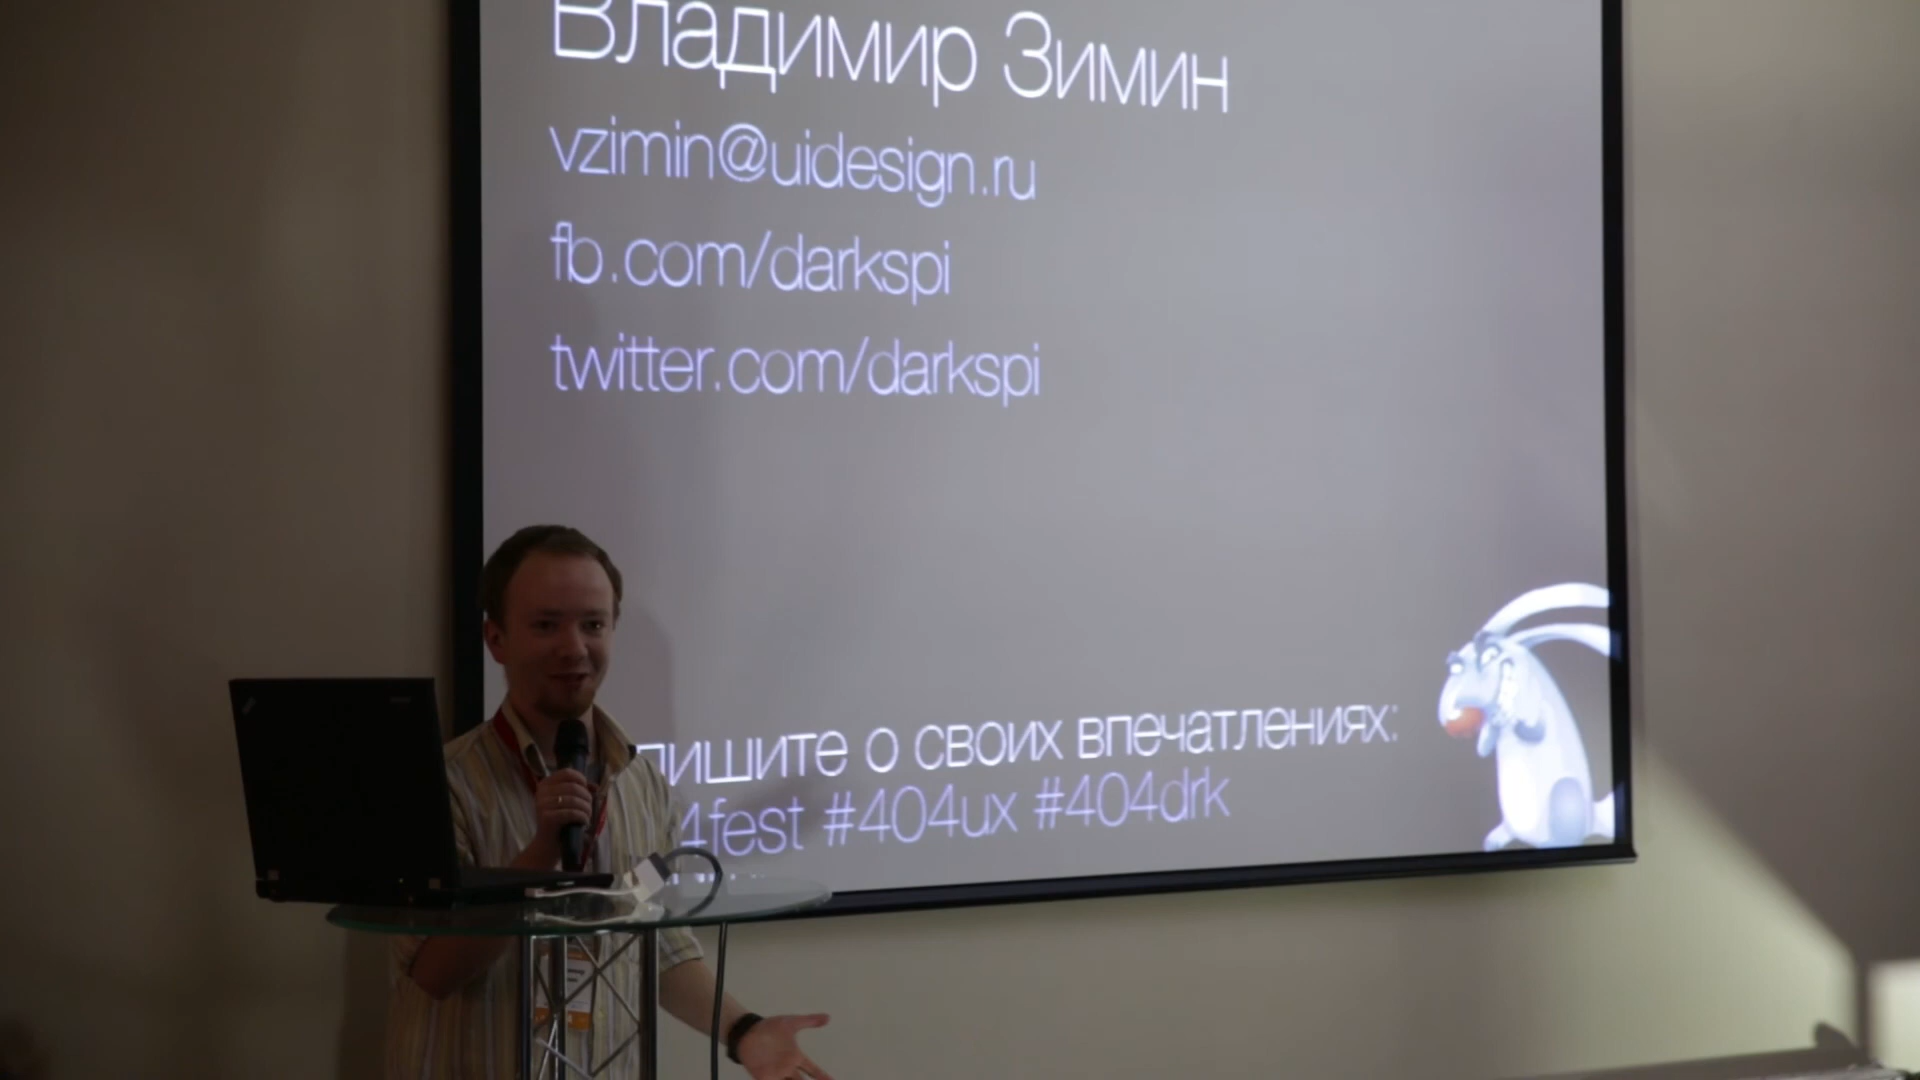 Владимир Зимин
vzimin@uidesign.ru
fb.com/darkspi
twitter.com/darkspi
пишите о своих впечатлениях:
4fest #404ux #404drk